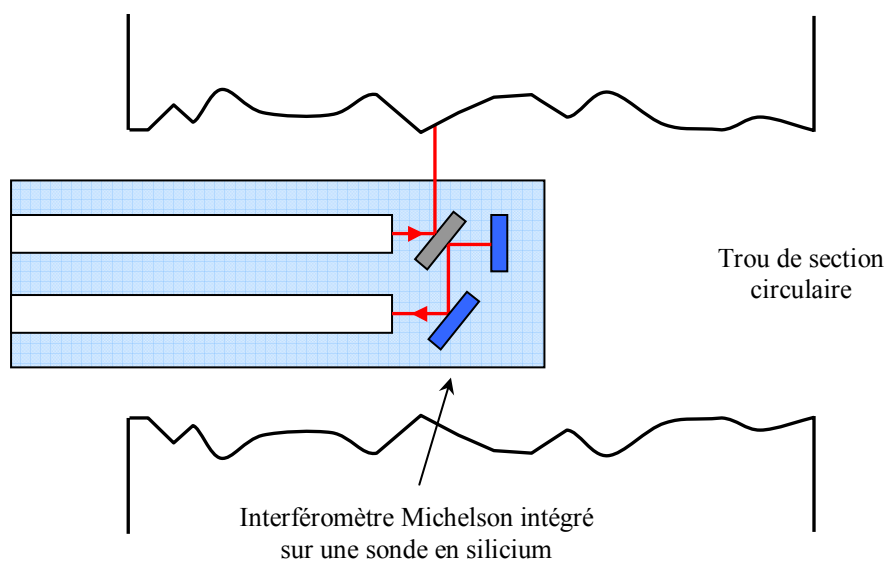 Trou de section
circulaire
Interféromètre Michelson intégré
sur une sonde en silicium